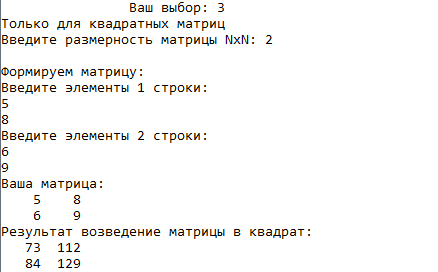 Ваш выбор: 3
Только для квадратных матриц
Введите размерность матрицы NxN: 2
Формируем матрицу:
Введите элементы 1 строки:
5
8
Введите элементы 2 строки:
6
9
Ваша матрица:
5 8
6 9
Результат возведение матрицы в квадрат:
73 112
84 129